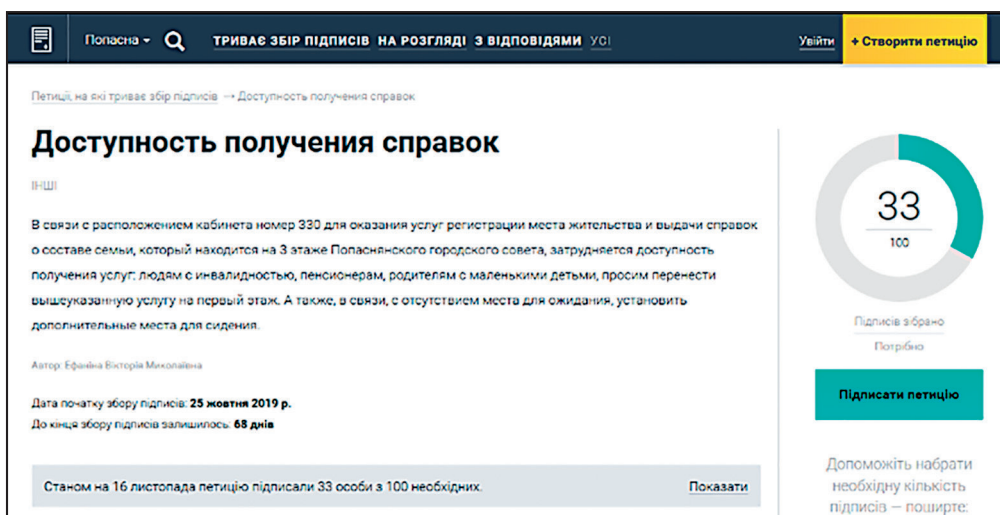 Попасна
ТРИВАЄ ЗБІР ПІДПИСІВ НА РОЗГЛЯДІ З ВІДПОВІДЯМИ УСІ
Увійти
+ Створити петицію
Петиції, на які триває збір підписів → Доступность получения справок
Доступность получения справок
ІНШІ
В связи с расположением кабинета номер 330 для оказания услуг регистрации места жительства и выдачи справок
о составе семьи, который находится на 3 этаже Попаснянского городского совета, затрудняется доступность
получения услуг: людям с инвалидностью, пенсионерам, родителям с маленькими детьми, просим перенести
вышеуказанную услугу на первый этаж. А также, в связи, с отсутствием места для ожидания, установить
дополнительные места для сидения.
Автор: Ефаніна Вікторія Миколаївна
Дата початку збору підписів: 25 жовтня 2019 р.
До кінця збору підписів залишилось: 68 днів
Станом на 16 листопада петицію підписали 33 особи з 100 необхідних.
Показати
33
100
Підписів зібрано
Потрібно
Підписати петицію
Допоможіть набрати
необхідну кількість
підписів — поширте: